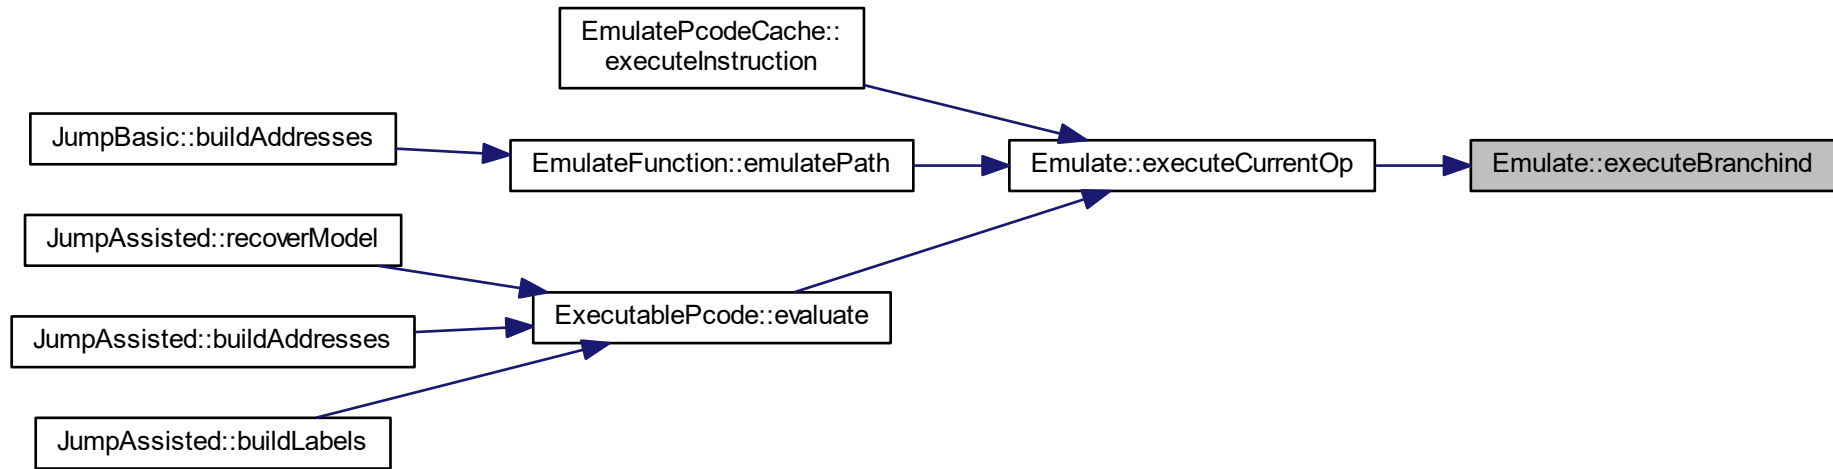 EmulatePcodeCache::
executeInstruction
JumpBasic::buildAddresses
EmulateFunction::emulatePath
Emulate::executeCurrentOp
Emulate::executeBranchind
JumpAssisted::recoverModel
ExecutablePcode::evaluate
JumpAssisted::buildAddresses
JumpAssisted::buildLabels